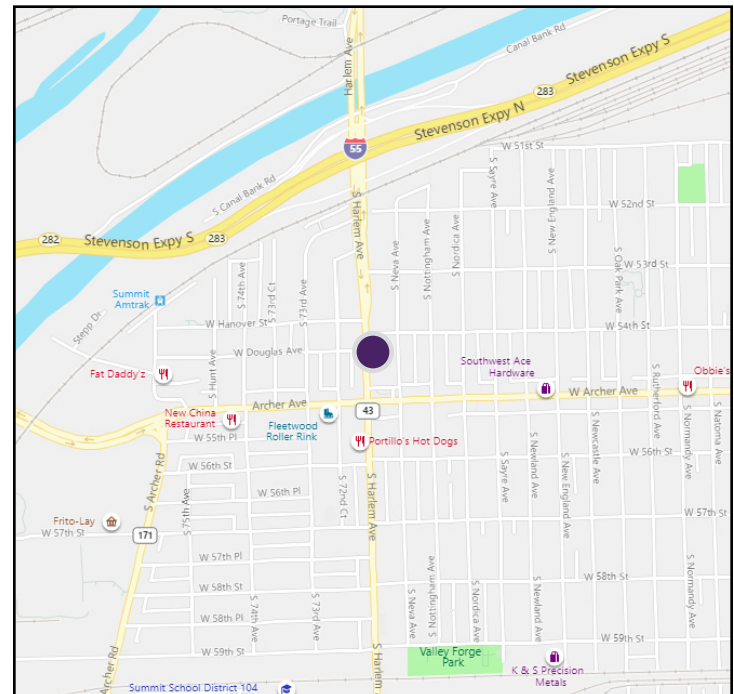 Portage Trail
Harlem Ave
Canal Bank Rd
Stevenson Expy S
283
Stevenson Expy N
55
W 51st St
S Sayre Ave
S New England Ave
S Canal Bank Rd
S Harlem Ave
W 52nd St
282
Stevenson Expy S
283
S Neva Ave
S Nottingham Ave
S Nordica Ave
S Oak Park Ave
W 53rd St
S 74th Ave
S 73rd Ct
S 73rd Ave
Summit
Amtrak
Stepp Dr
W Hanover St
W 54th St
W Douglas Ave
S Hunt Ave
Fat Daddy'z
Southwest Ace
Hardware
Obbie's
S Rutherford Ave
S Normandy Ave
S Natoma Ave
W Archer Ave
Archer Ave
43
New China
Restaurant
Fleetwood
Roller Rink
Portillo's Hot Dogs
W 55th Pl
S Archer Rd
W 56th St
W 56th St
S 75th Ave
W 56th Pl
S 72nd Ct
S Harlem Ave
S Sayre Ave
S Newland Ave
S New England Ave
S Newcastle Ave
Frito-Lay
W 57th St
171
W 57th St
W 57th Pl
W 58th St
W 58th St
W 58th Pl
S 74th Ave
S 73rd Ave
S Neva Ave
S Nottingham Ave
S Nordica Ave
S Newland Ave
S Normandy Ave
W 59th St
W 59th St
Archer Rd
S Harlem
Valley Forge
Park
K & S Precision
Metals
Summit School District 104